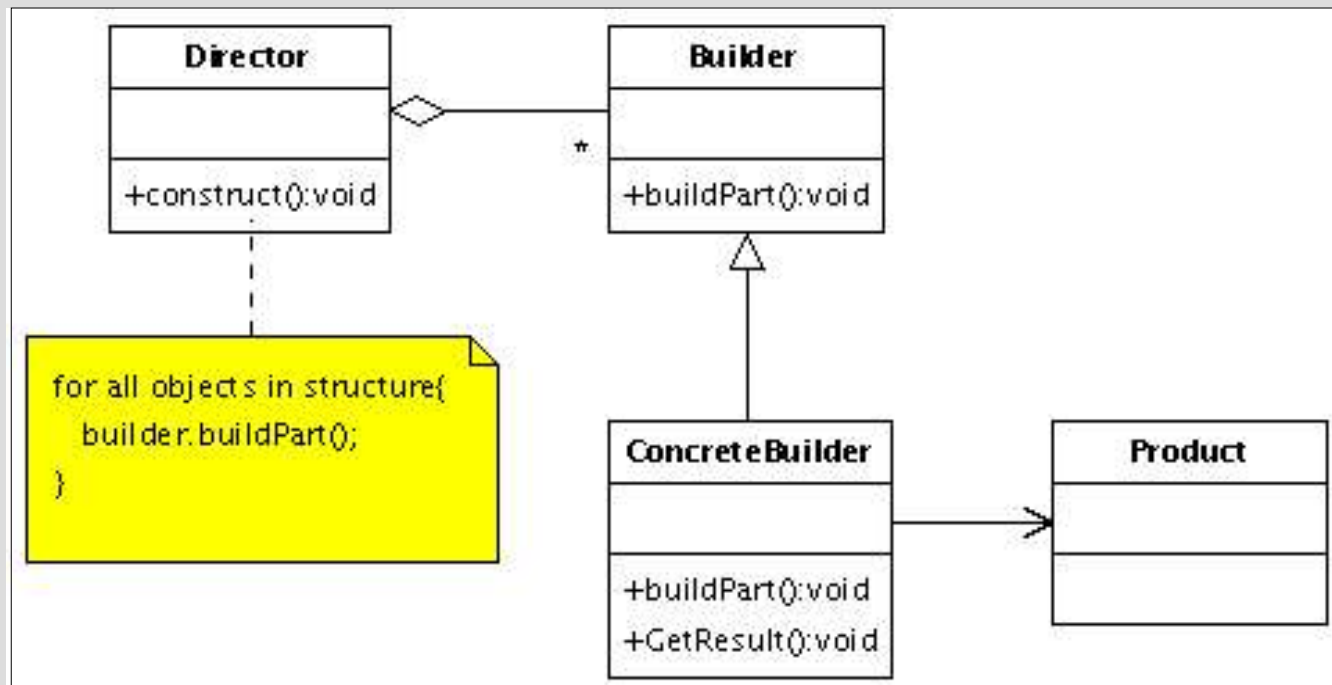 Director
+construct():void
Builder
*
+buildPart():void
for all objects in structure{
builder.buildPart();
}
ConcreteBuilder
+buildPart():void
+GetResult():void
Product